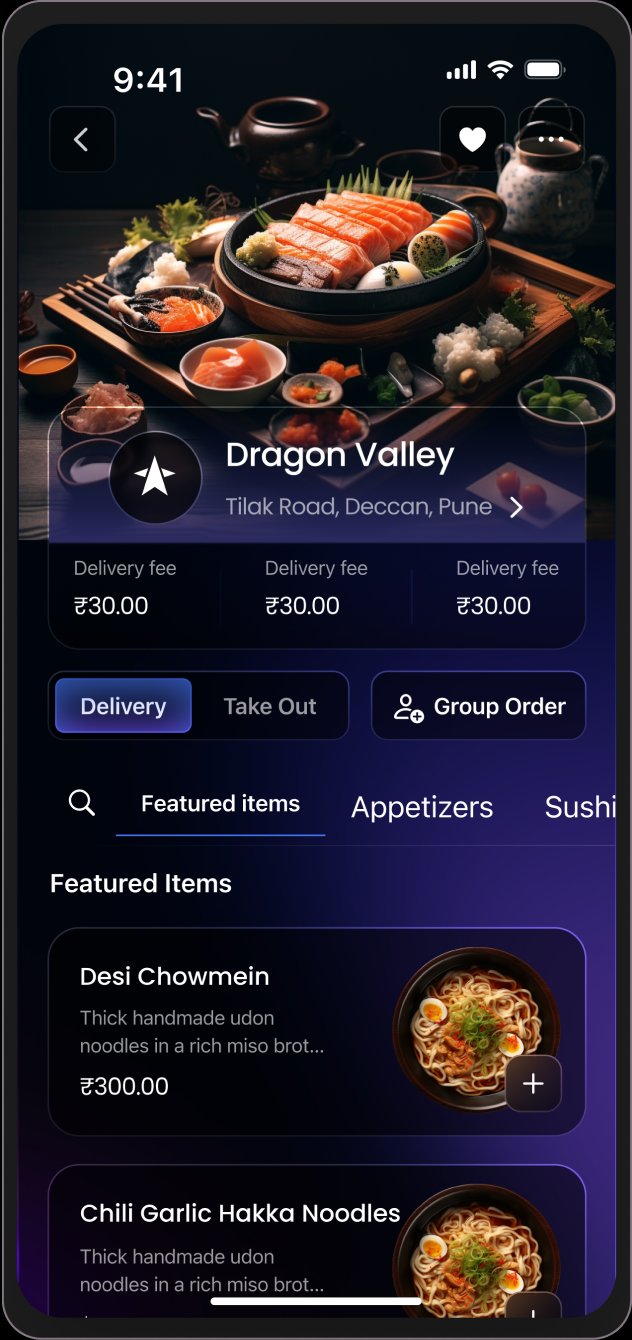 9:41
Dragon Valley
Tilak Road, Deccan, Pune
Delivery fee Delivery fee Delivery fee
₹30.00 ₹30.00 ₹30.00
Delivery Take Out Group Order
Featured items Appetizers Sushi
Featured Items
Desi Chowmein
Thick handmade udon
noodles in a rich miso brot...
₹300.00
Chili Garlic Hakka Noodles
Thick handmade udon
noodles in a rich miso brot...